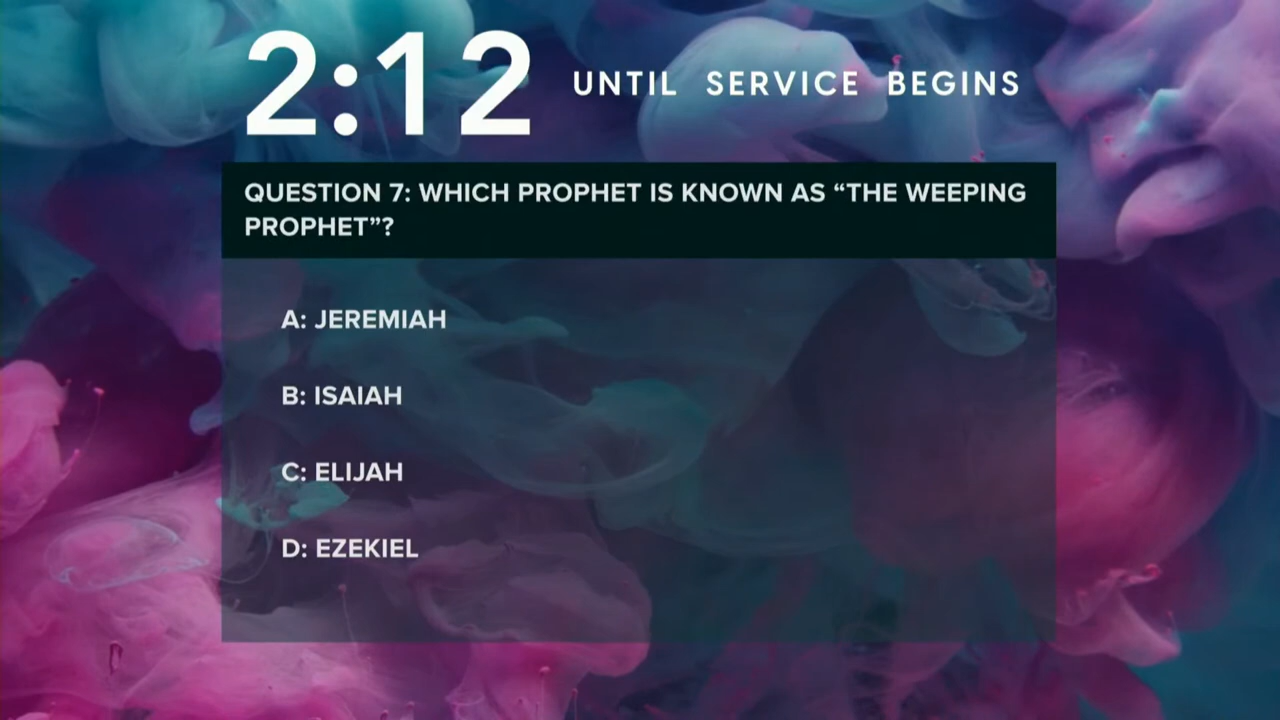 2:12 UNTIL SERVICE BEGINS
QUESTION 7: WHICH PROPHET IS KNOWN AS “THE WEEPING
PROPHET”?
A: JEREMIAH
B: ISAIAH
C: ELIJAH
D: EZEKIEL